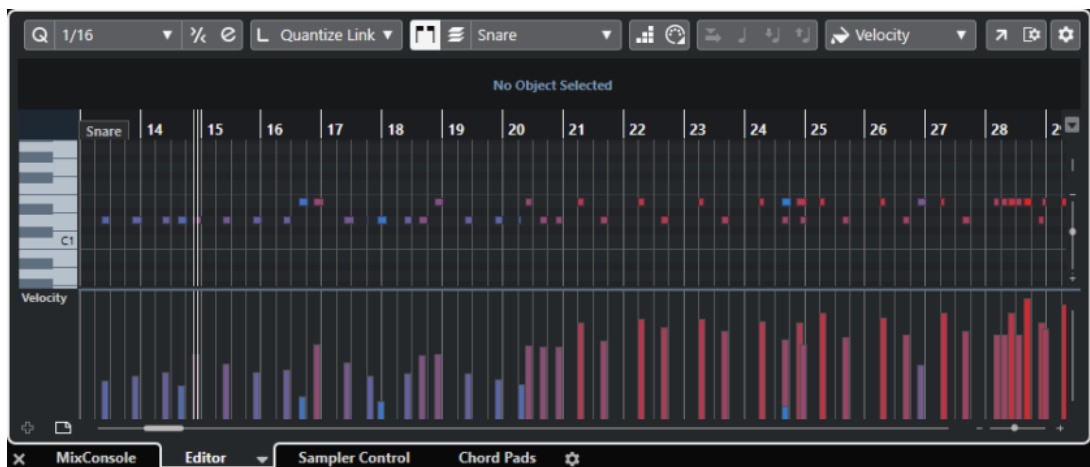 Q 1/16 L Quantize Link Snare Velocity
No Object Selected
Snare 14 15 16 17 18 19 20 21 22 23 24 25 26 27 28
C1
Velocity
MixConsole Editor Sampler Control Chord Pads